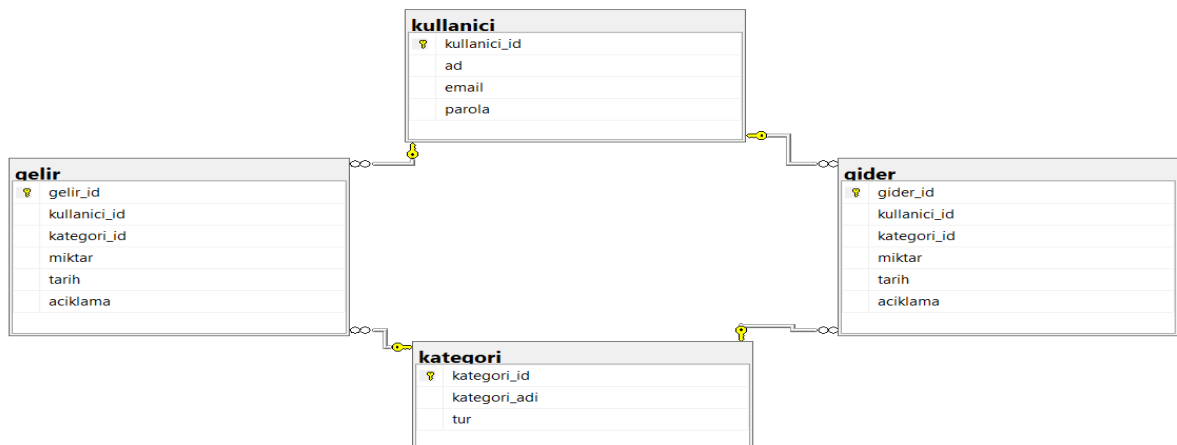 kullanici
kullanici_id
ad
email
parola
gelir
gelir_id
kullanici_id
kategori_id
miktar
tarih
aciklama
gider
gider_id
kullanici_id
kategori_id
miktar
tarih
aciklama
kategori
kategori_id
kategori_adi
tur